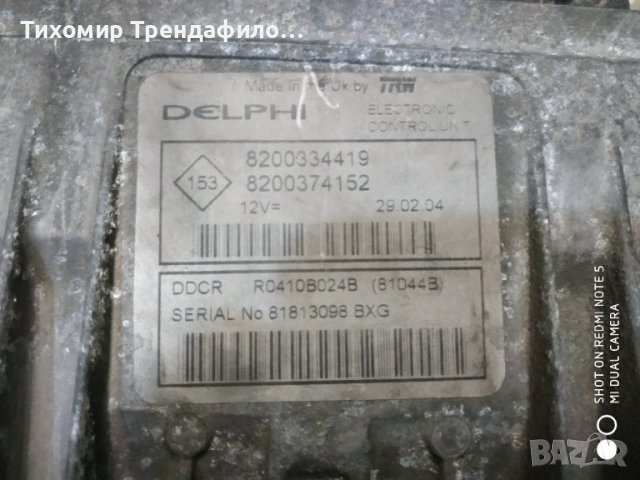 Тихомир Трендафило...
Made in the Uk by TRW
DELPHI
ELECTRONIC
CONTROL UNIT
153
8200334419
8200374152
12V=
29.02.04
DDCR R0410B024B (81044B)
SERIAL No 81813098 BXG
SHOT ON REDMI NOTE 5
MI DUAL CAMERA
BAZAR